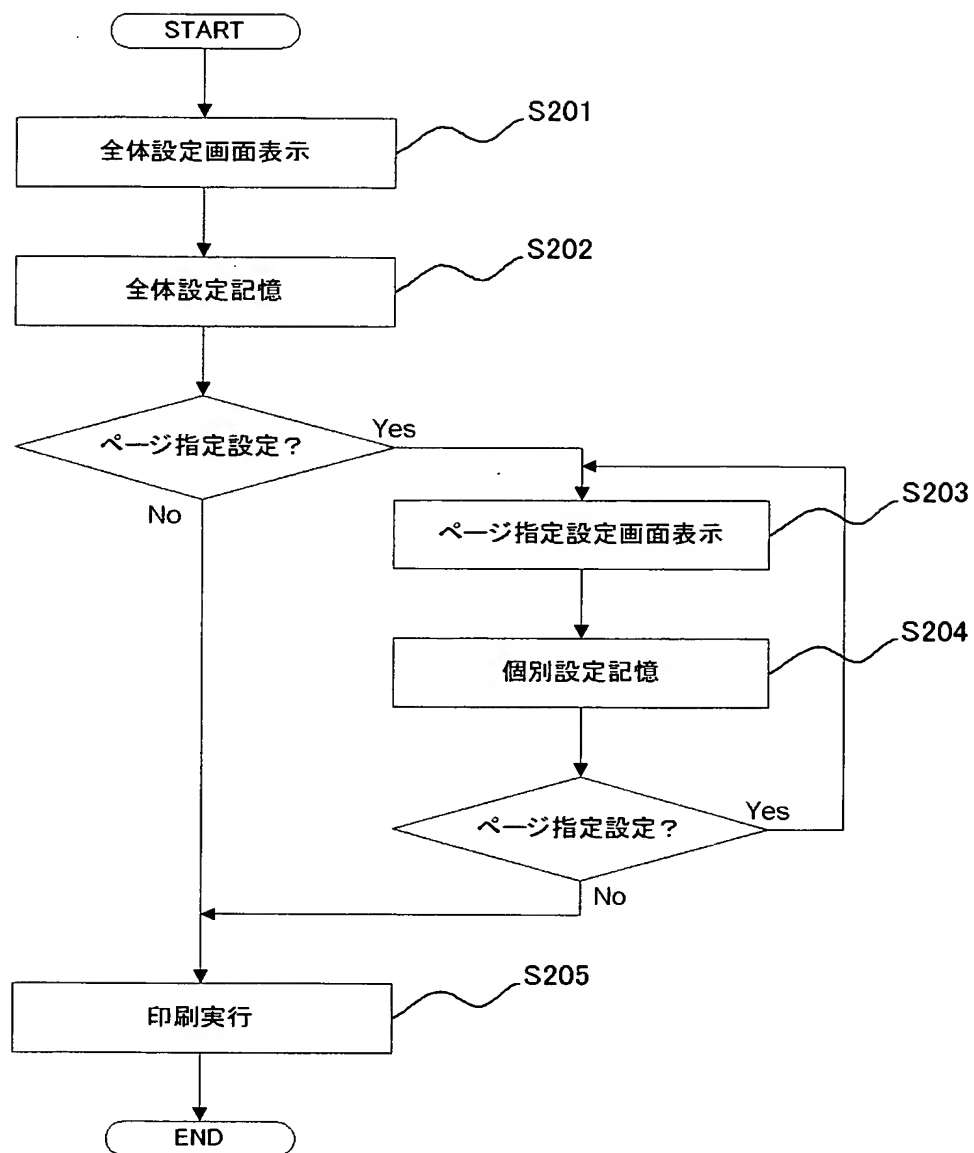 START
全体設定画面表示
S201
全体設定記憶
S202
ページ指定設定？
Yes
No
ページ指定設定画面表示
S203
個別設定記憶
S204
ページ指定設定？
Yes
No
印刷実行
S205
END